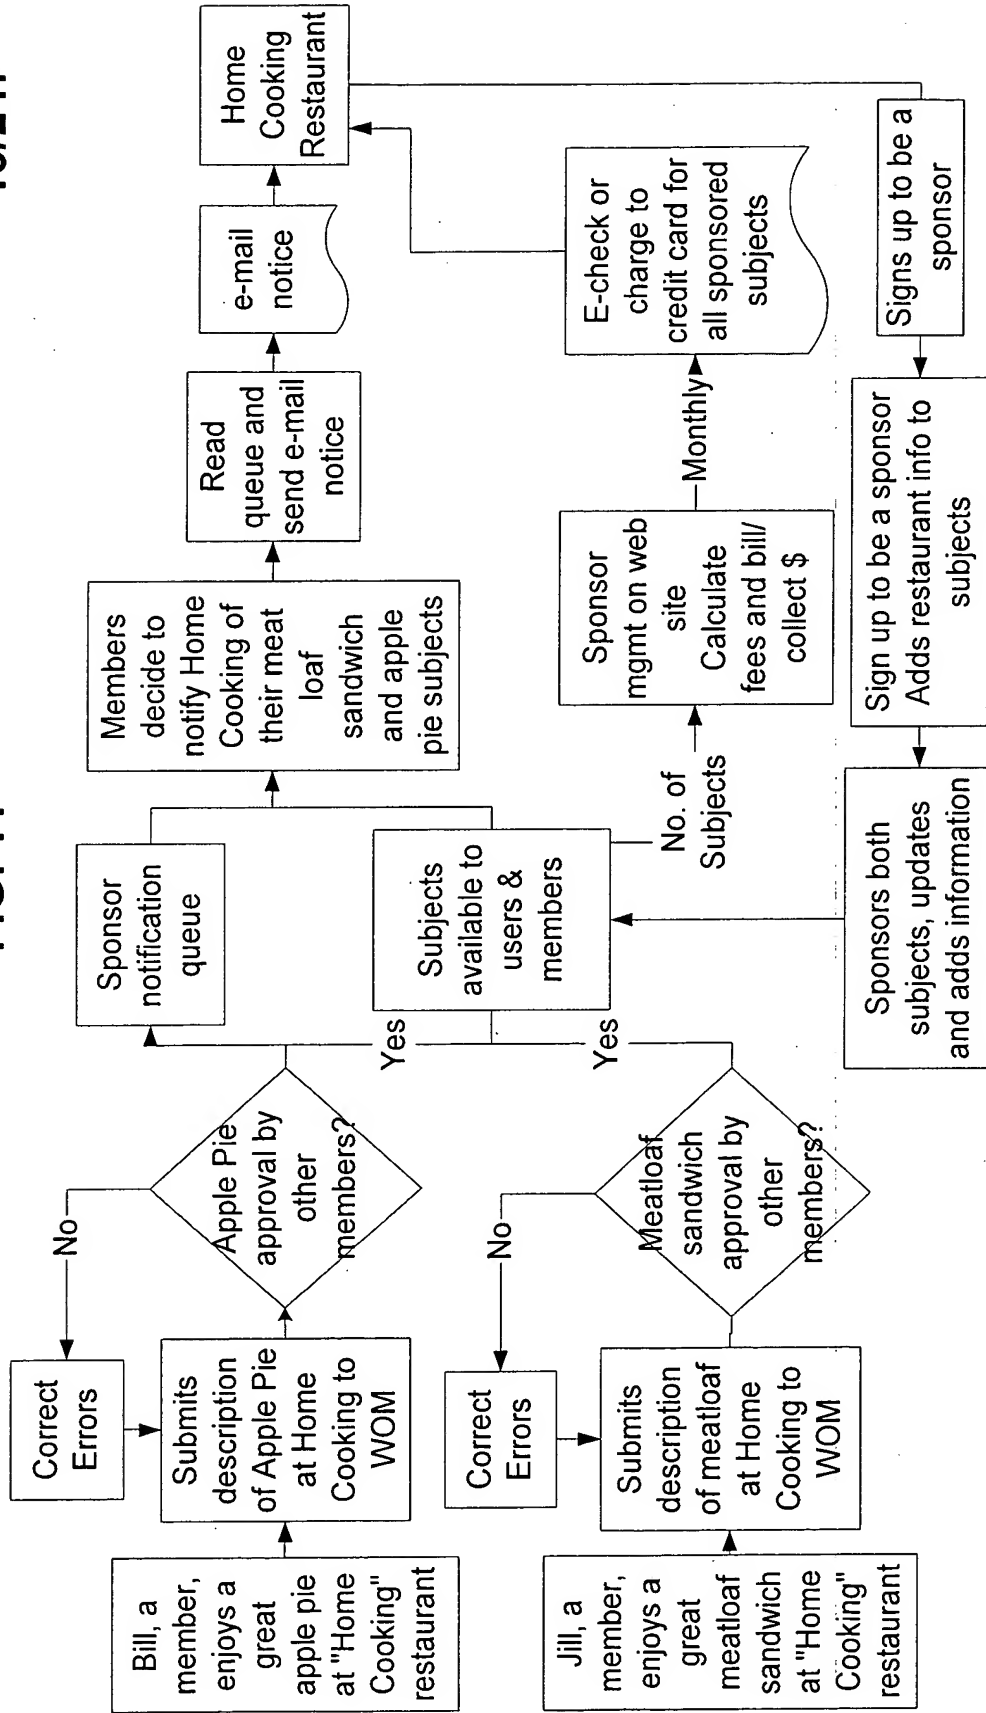 Bill, a
member,
enjoys a
great
apple pie
at "Home
Cooking"
restaurant
Correct
Errors
Submits
description
of Apple Pie
at Home
Cooking to
WOM
No
Apple Pie
approval by
other
members?
Yes
Sponsor
notification
queue
Members
decide to
notify Home
Cooking of
their meat
loaf
sandwich
and apple
pie subjects
Read
queue and
send e-mail
notice
e-mail
notice
Home
Cooking
Restaurant
Jill, a
member,
enjoys a
great
meatloaf
sandwich
at "Home
Cooking"
restaurant
Correct
Errors
Submits
description
of meatloaf
at Home
Cooking to
WOM
No
Meatloaf
sandwich
approval by
other
members?
Yes
Subjects
available to
users &
members
No. of
Subjects
Sponsor
mgmt on web
site
Calculate
fees and bill/
collect $
Monthly
E-check or
charge to
credit card for
all sponsored
subjects
Sponsors both
subjects, updates
and adds information
Sign up to be a sponsor
Adds restaurant info to
subjects
Signs up to be a
sponsor